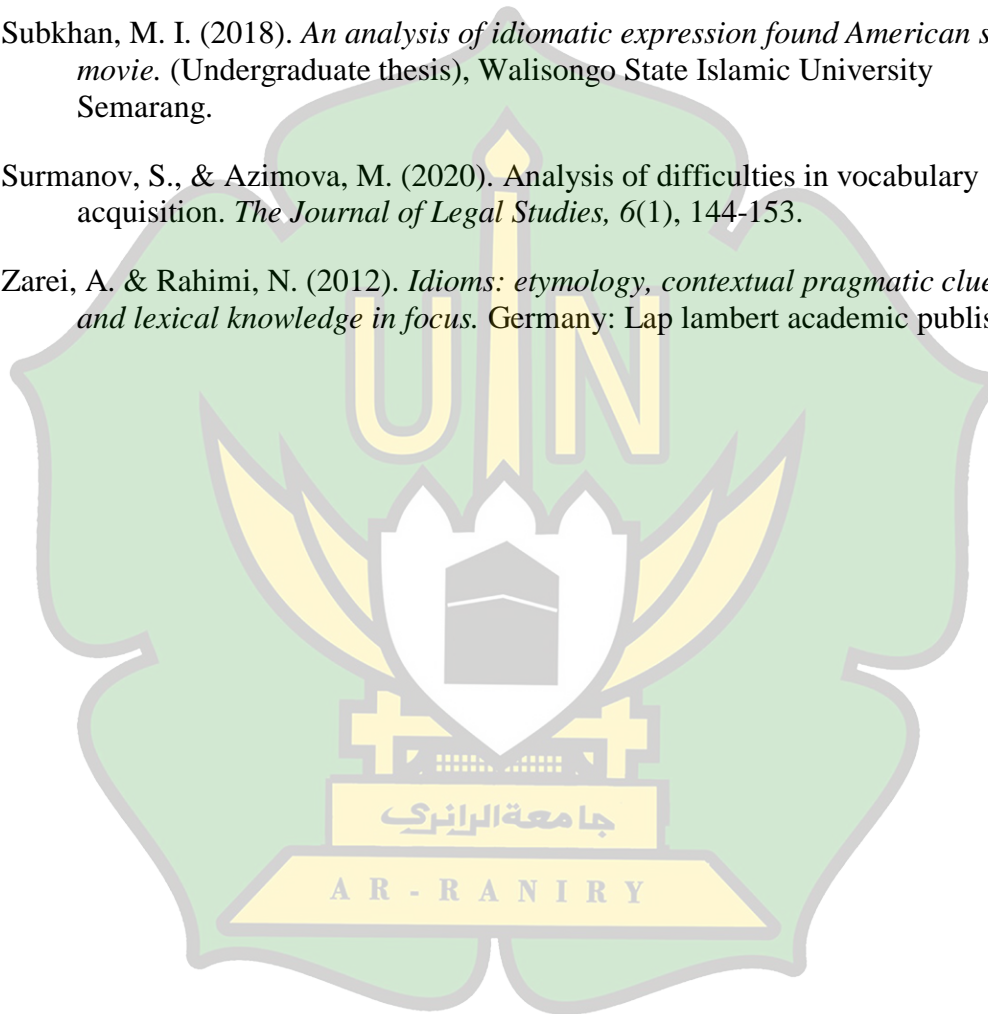 Subkhan, M. I. (2018). An analysis of idiomatic expression found American s
movie. (Undergraduate thesis), Walisongo State Islamic University
Semarang.
Surmanov, S., & Azimova, M. (2020). Analysis of difficulties in vocabulary
acquisition. The Journal of Legal Studies, 6(1), 144-153.
Zarei, A. & Rahimi, N. (2012). Idioms: etymology, contextual pragmatic clue
and lexical knowledge in focus. Germany: Lap lambert academic publis
UIN
جامعة الرانري
AR-RANIRY